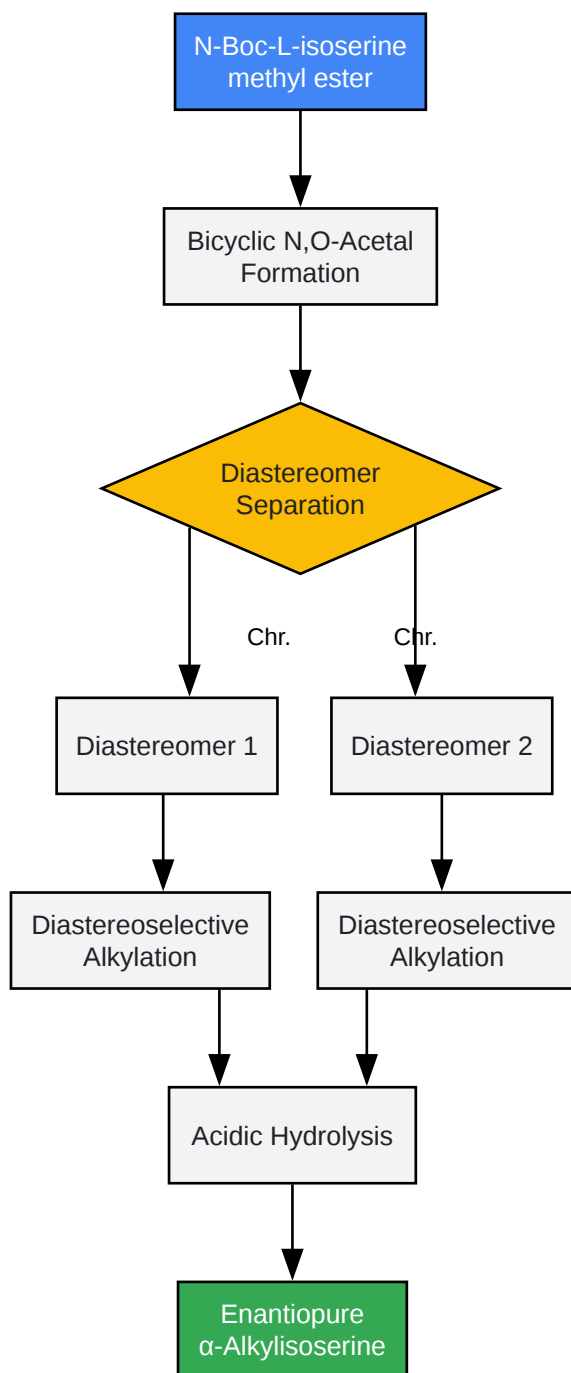 N-Boc-L-isoserine
methyl ester
Bicyclic N,O-Acetal
Formation
Diastereomer
Separation
Chr.
Chr.
Diastereomer 1
Diastereomer 2
Diastereoselective
Alkylation
Diastereoselective
Alkylation
Acidic Hydrolysis
Enantiopure
α-Alkylisoserine